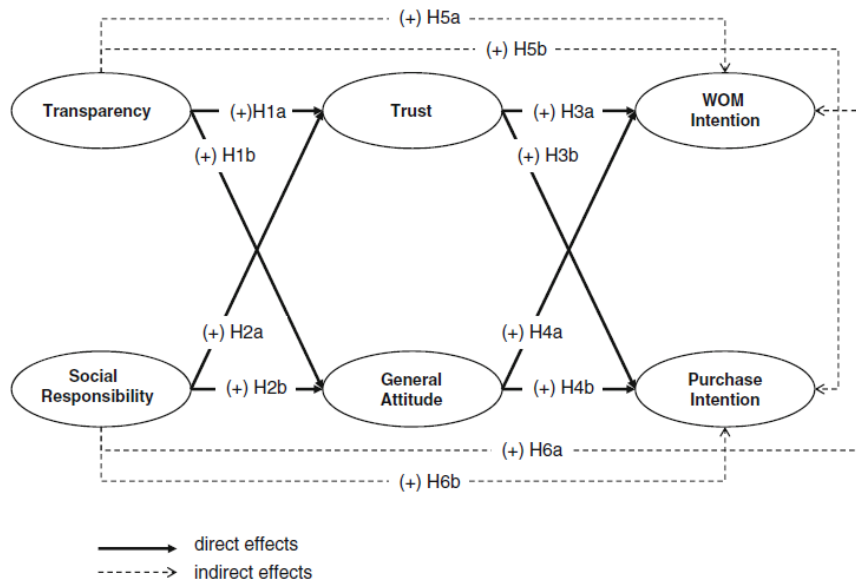 (+) H5a
(+) H5b
Transparency
(+)H1a
Trust
(+) H3a
WOM
Intention
(+) H1b
(+) H3b
(+) H2a
(+) H4a
Social
Responsibility
(+) H2b
General
Attitude
(+) H4b
Purchase
Intention
(+) H6a
(+) H6b
direct effects
indirect effects